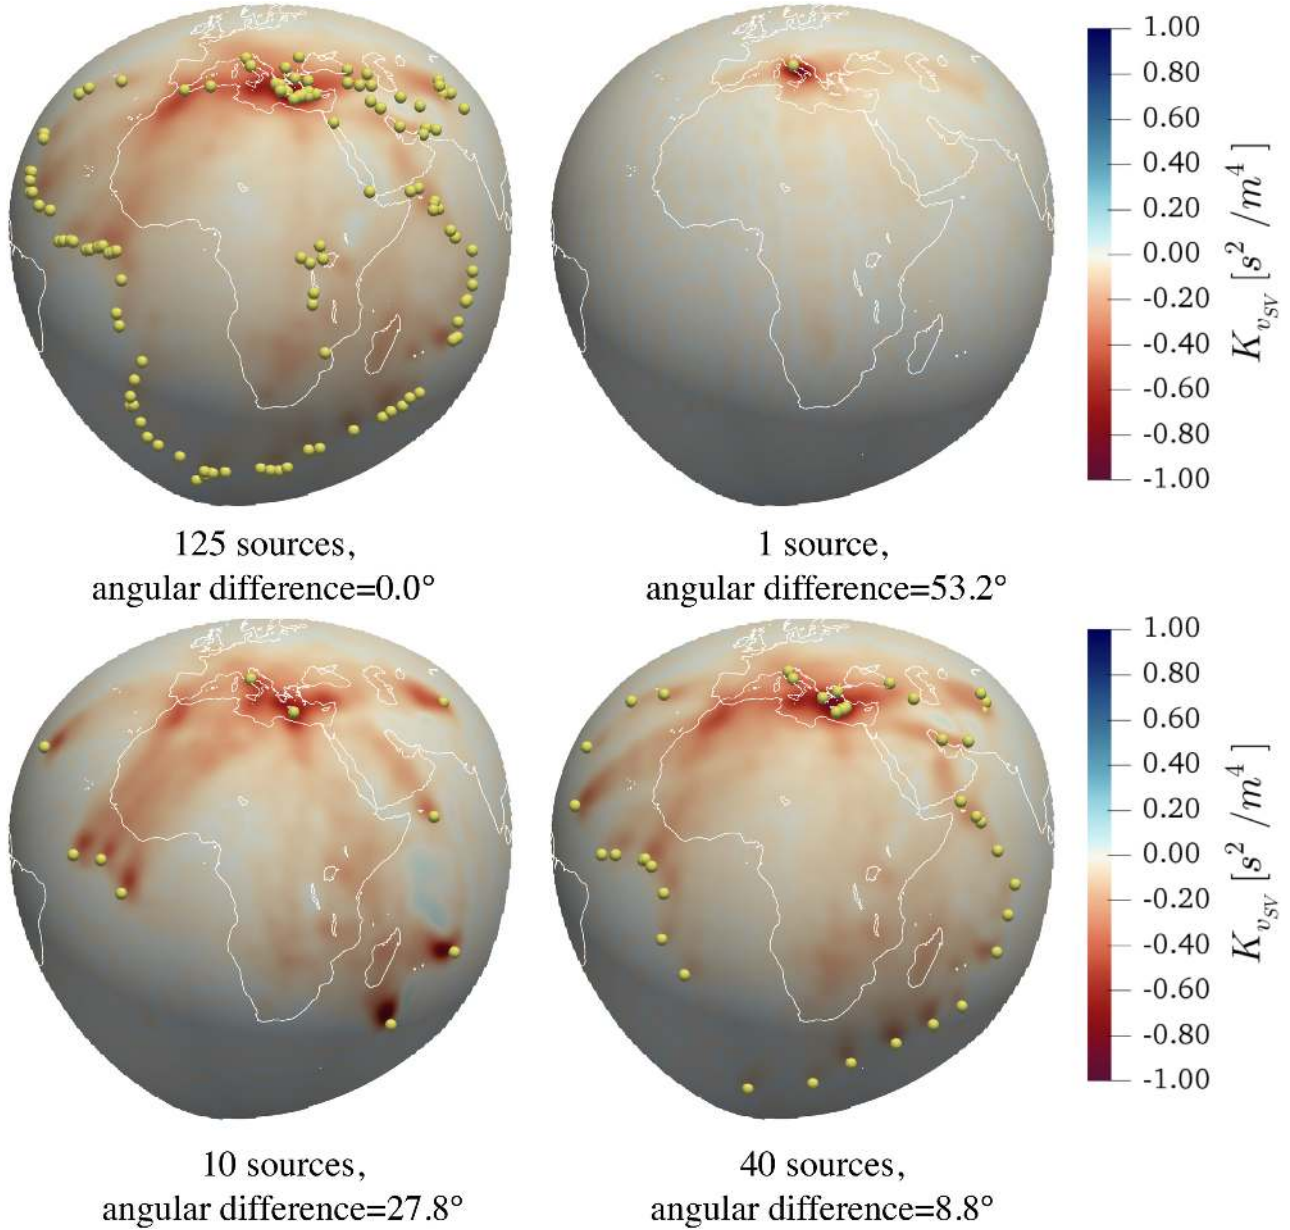 1.00
0.80
0.60
0.40
0.20
0.00
-0.20
-0.40
-0.60
-0.80
-1.00
K_{v_{SV}} [s^2 /m^4]
125 sources,
angular difference=0.0°
1 source,
angular difference=53.2°
1.00
0.80
0.60
0.40
0.20
0.00
-0.20
-0.40
-0.60
-0.80
-1.00
K_{v_{SV}} [s^2 /m^4]
10 sources,
angular difference=27.8°
40 sources,
angular difference=8.8°